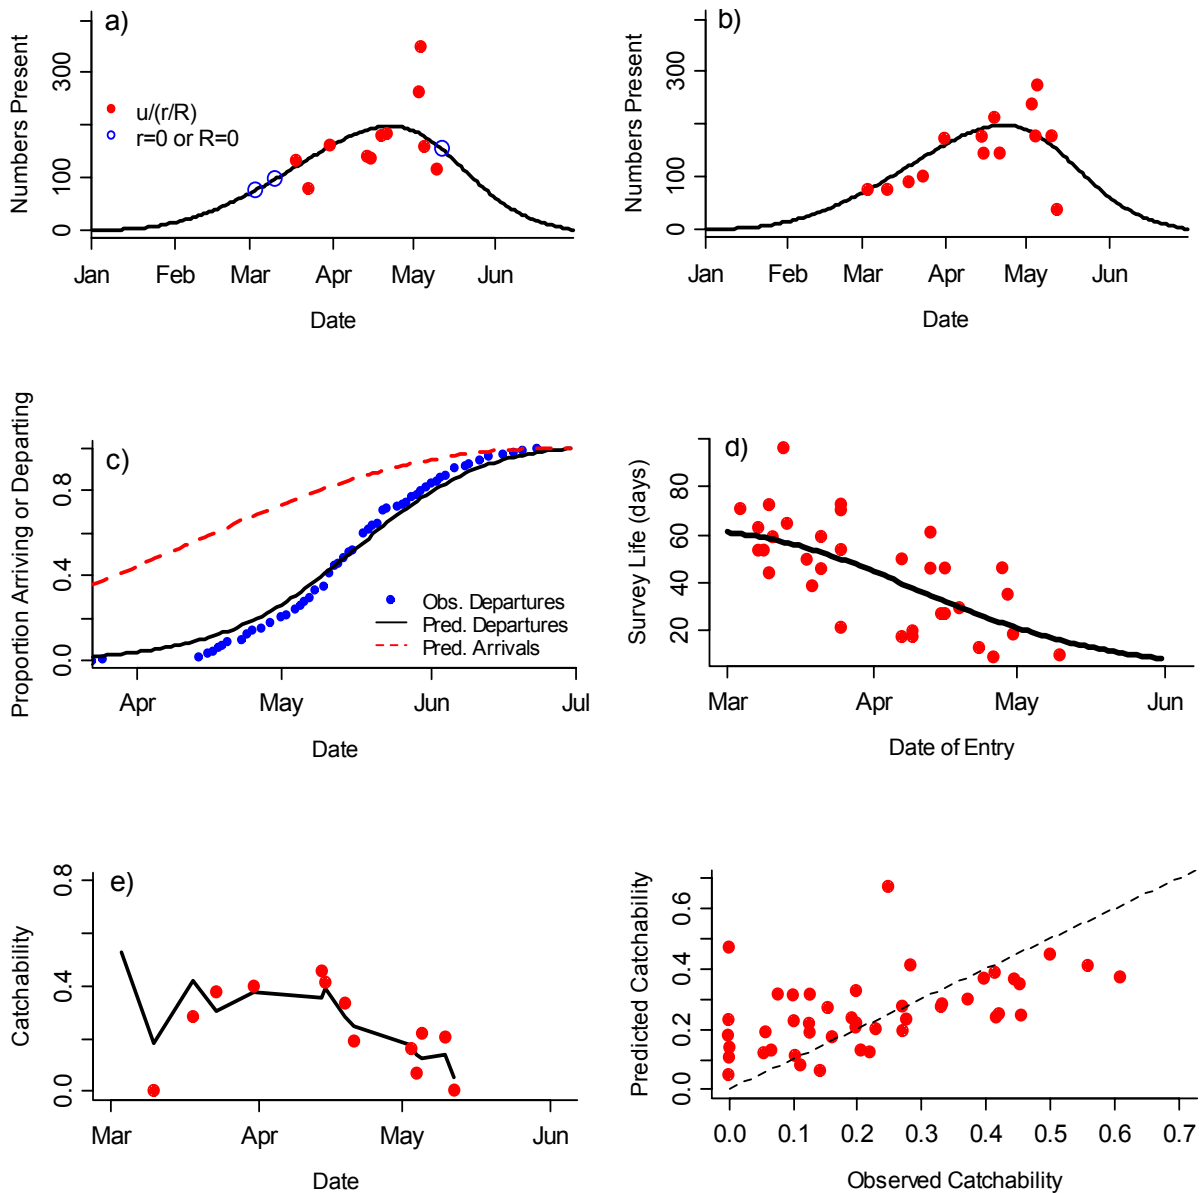 a)
Numbers Present
300
100
0
u/(r/R)
r=0 or R=0
Jan Feb Mar Apr May Jun
Date
b)
Numbers Present
300
100
0
Jan Feb Mar Apr May Jun
Date
c)
Proportion Arriving or Departing
0.8
0.4
0.0
Obs. Departures
Pred. Departures
Pred. Arrivals
Apr May Jun Jul
Date
d)
Survey Life (days)
80
60
40
20
Mar Apr May Jun
Date of Entry
e)
Catchability
0.8
0.4
0.0
Mar Apr May Jun
Date
Predicted Catchability
0.6
0.4
0.2
0.0
0.0 0.1 0.2 0.3 0.4 0.5 0.6 0.7
Observed Catchability